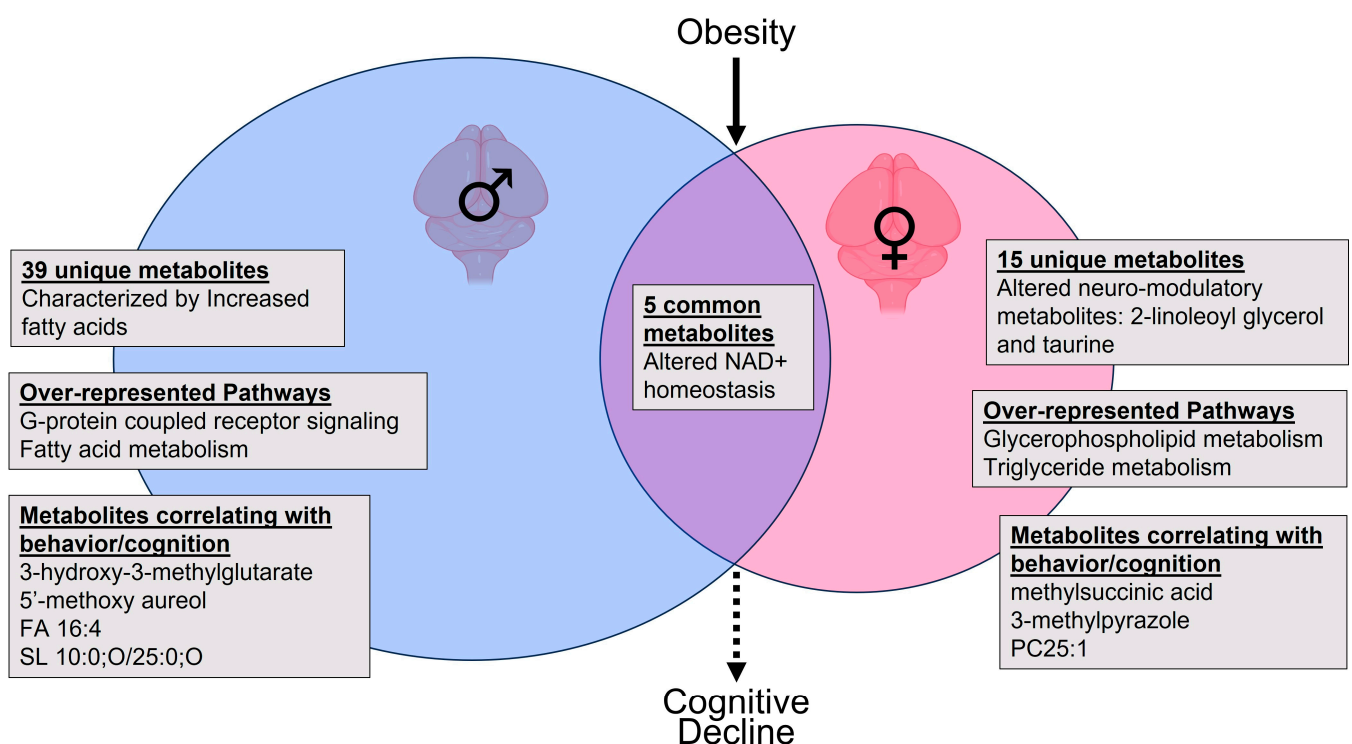 Obesity
39 unique metabolites
Characterized by Increased
fatty acids
Over-represented Pathways
G-protein coupled receptor signaling
Fatty acid metabolism
Metabolites correlating with
behavior/cognition
3-hydroxy-3-methylglutarate
5’-methoxy aureol
FA 16:4
SL 10:0;O/25:0;O
5 common
metabolites
Altered NAD+
homeostasis
15 unique metabolites
Altered neuro-modulatory
metabolites: 2-linoleoyl glycerol
and taurine
Over-represented Pathways
Glycerophospholipid metabolism
Triglyceride metabolism
Metabolites correlating with
behavior/cognition
methylsuccinic acid
3-methylpyrazole
PC25:1
Cognitive
Decline